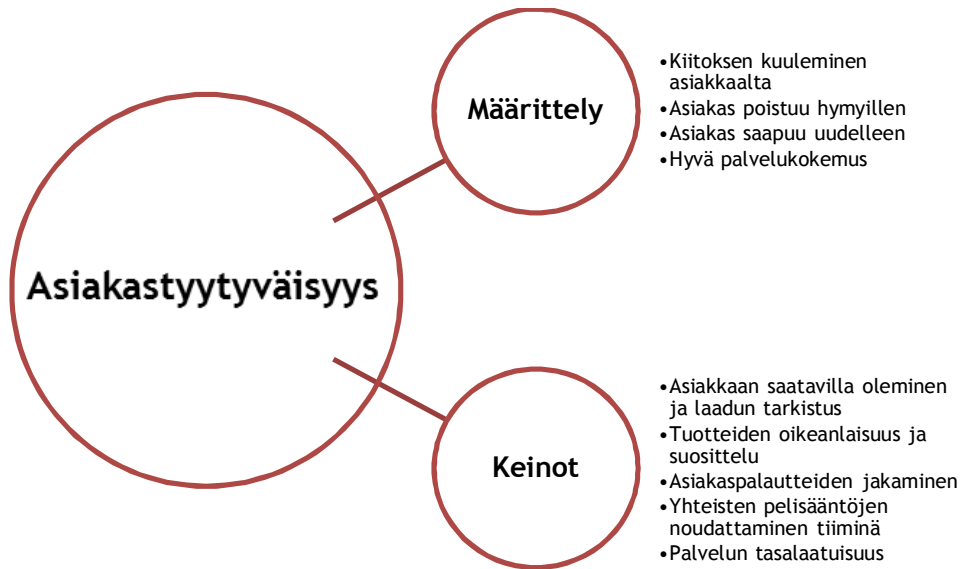 Asiakastyytyväisyys
Määrittely
•Kiitoksen kuuleminen
asiakkaalta
•Asiakas poistuu hymyillen
•Asiakas saapuu uudelleen
•Hyvä palvelukokemus
Keinot
•Asiakkaan saatavilla oleminen
ja laadun tarkistus
•Tuotteiden oikeanlaisuus ja
suosittelu
•Asiakaspalautteiden jakaminen
•Yhteisten pelisääntöjen
noudattaminen tiiminä
•Palvelun tasalaatuisuus